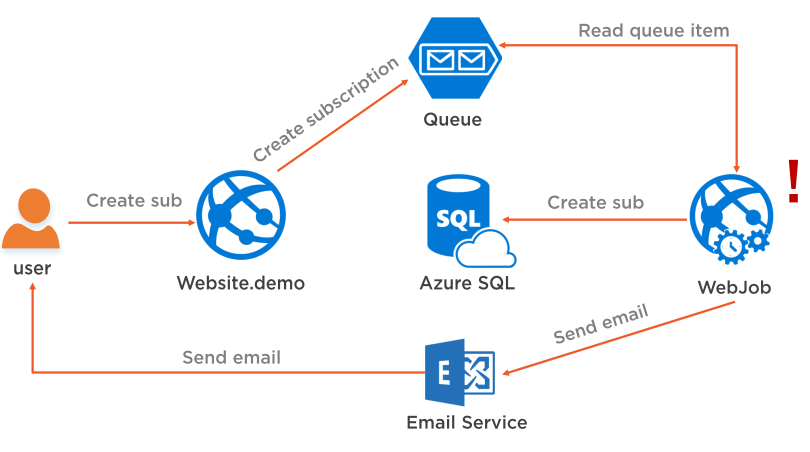 Read queue item
Create subscription
Queue
!
Create sub
SQL
Create sub
user
Website.demo
Azure SQL
WebJob
Send email
Send email
E
Email Service